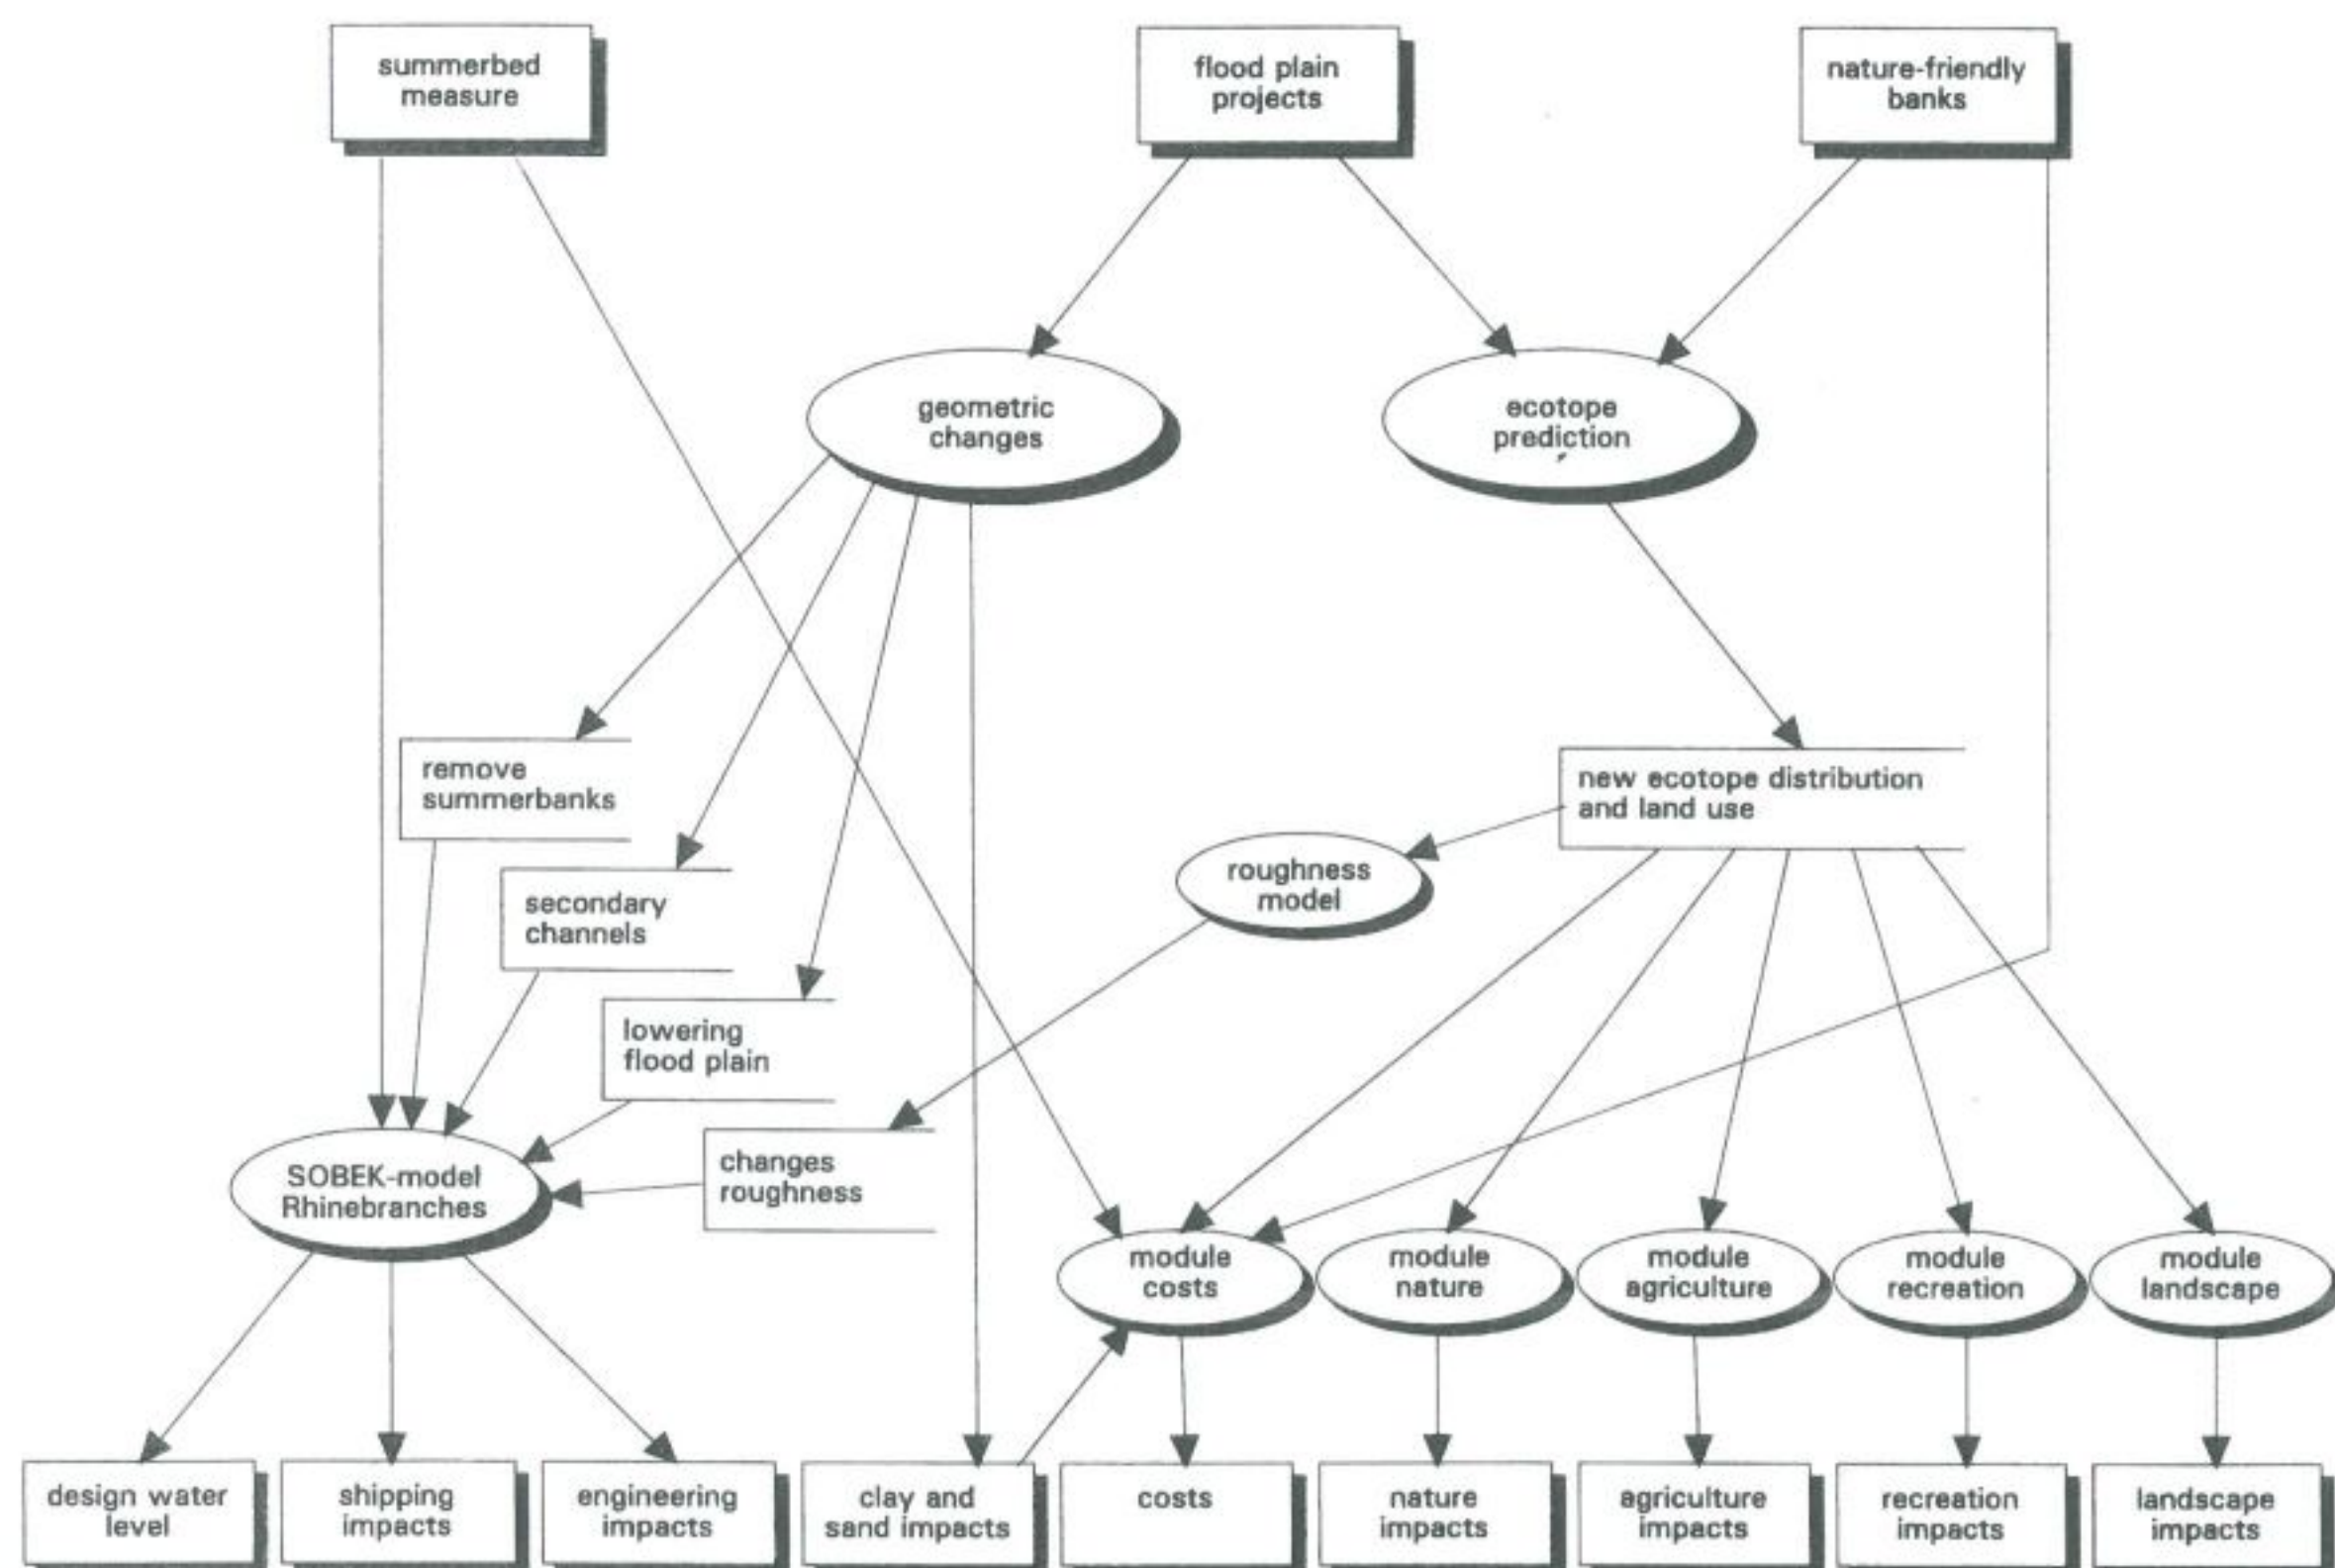 summerbed
measure
flood plain
projects
nature-friendly
banks
geometric
changes
ecotope
prediction
remove
summerbanks
new ecotope distribution
and land use
roughness
model
secondary
channels
lowering
flood plain
changes
roughness
SOBEK-model
Rhinebranches
module
costs
module
nature
module
agriculture
module
recreation
module
landscape
design water
level
shipping
impacts
engineering
impacts
clay and
sand impacts
costs
nature
impacts
agriculture
impacts
recreation
impacts
landscape
impacts